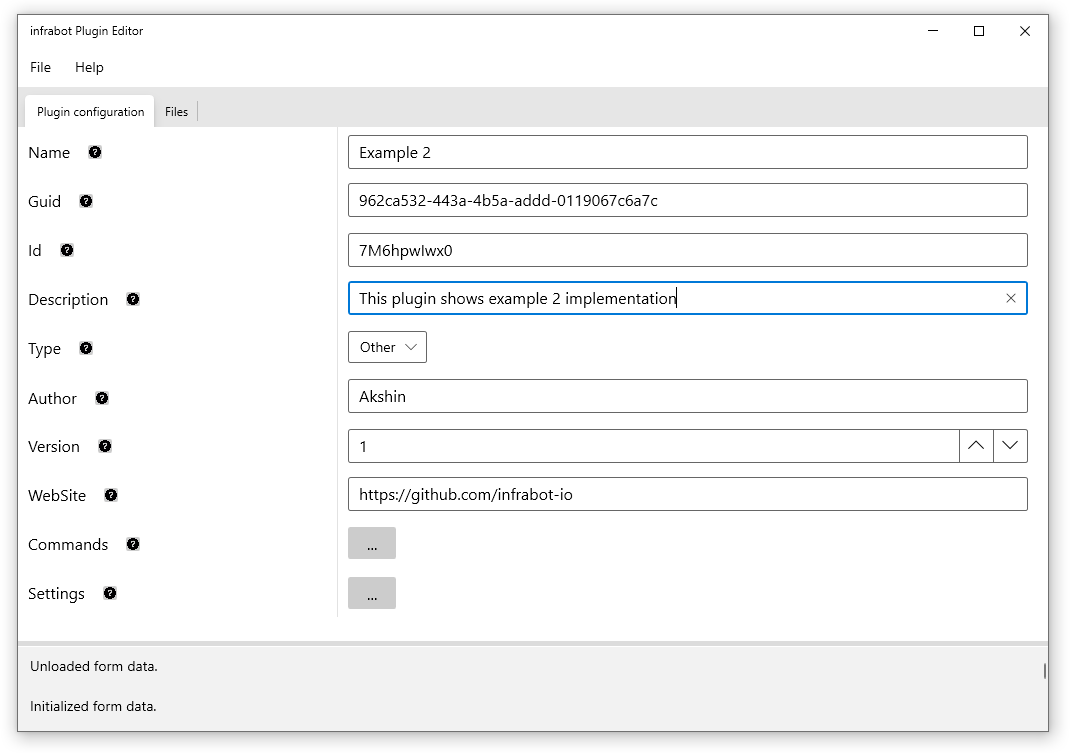 infrabot Plugin Editor
File Help
Plugin configuration Files
Name Example 2
Guid 962ca532-443a-4b5a-addd-0119067c6a7c
Id 7M6hpwIwx0
Description This plugin shows example 2 implementation
Type Other
Author Akshin
Version 1
WebSite https://github.com/infrabot-io
Commands ...
Settings ...
Unloaded form data.
Initialized form data.